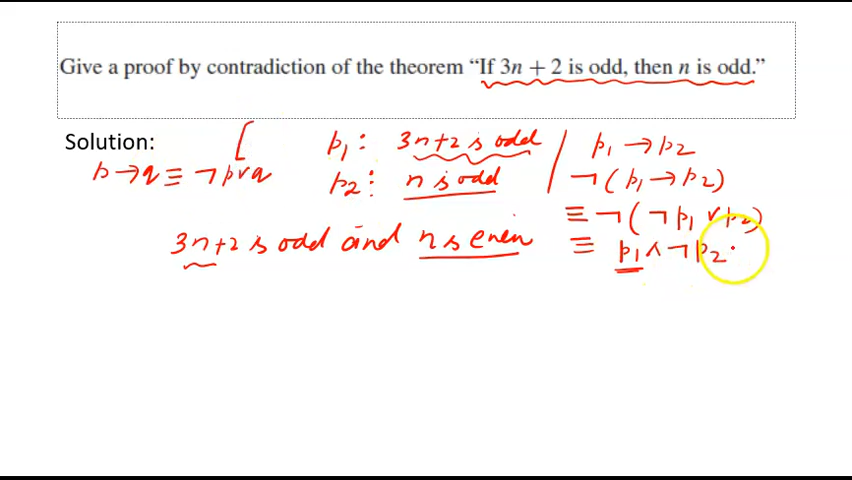 Give a proof by contradiction of the theorem “If 3n + 2 is odd, then n is odd.”
Solution:
p → q ≡ ¬ p ∨ q
[
p₁ : 3n+2 is odd
p₂ : n is odd
3n+2 is odd and n is even
p₁ → p₂
¬ ( p₁ → p₂ )
≡ ¬ ( ¬ p₁ ∨ p₂ )
≡ p₁ ∧ ¬ p₂